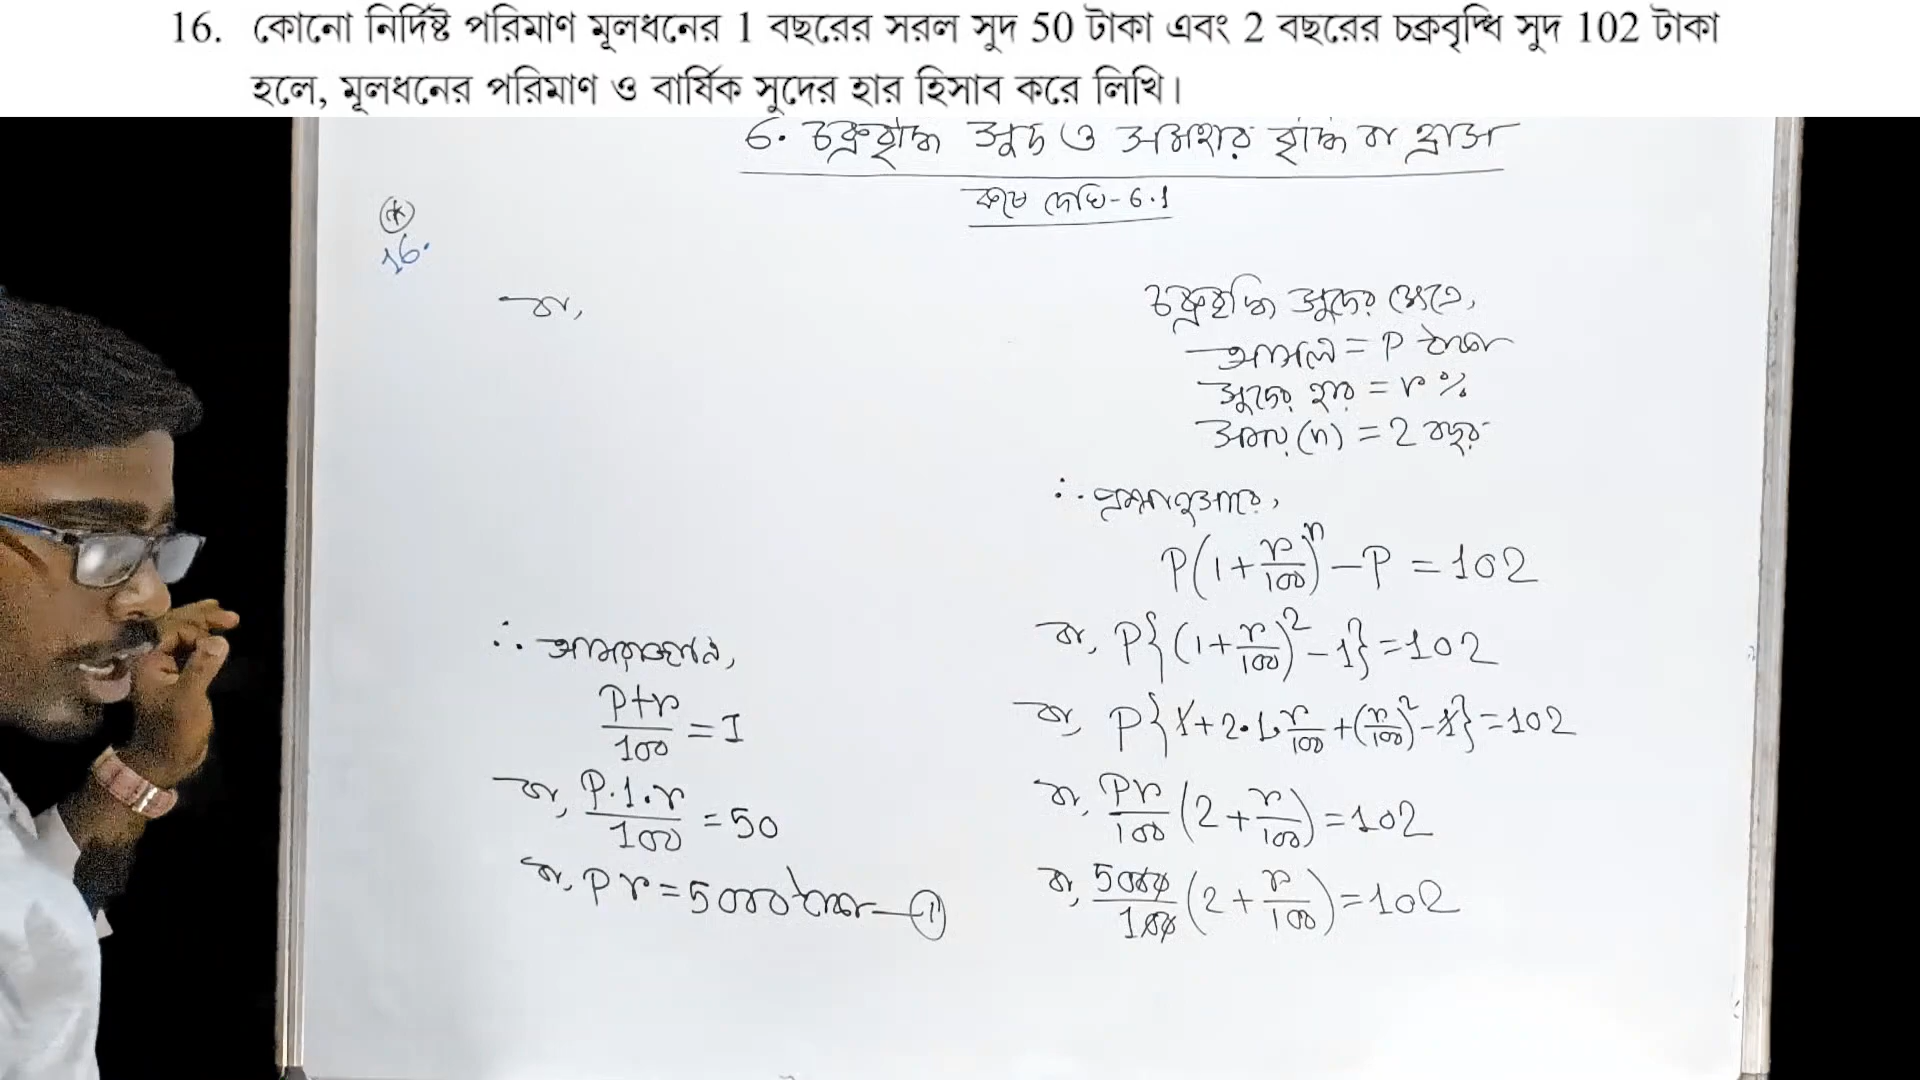 16. কোনো নির্দিষ্ট পরিমাণ মূলধনের 1 বছরের সরল সুদ 50 টাকা এবং 2 বছরের চক্রবৃদ্ধি সুদ 102 টাকা
হলে, মূলধনের পরিমাণ ও বার্ষিক সুদের হার হিসাব করে লিখি।
6. চক্রবৃদ্ধি সুদ ও সমহার বৃদ্ধি বা হ্রাস
কষে দেখি-6.1
*
16.
বা,
∴ আমরা জানি,
Ptr/100 = I
বা, P.1.r/100 = 50
বা, Pr = 5000 টাকা —(1)
চক্রবৃদ্ধি সুদের ক্ষেত্রে,
আসল = P টাকা
সুদের হার = r %
সময় (n) = 2 বছর
∴ প্রশ্নানুসারে,
P(1+r/100)^n - P = 102
বা, P{(1+r/100)^2 - 1} = 102
বা, P{1+2.1.r/100+(r/100)^2-1} = 102
বা, Pr/100(2+r/100) = 102
বা, 5000/100(2+r/100) = 102